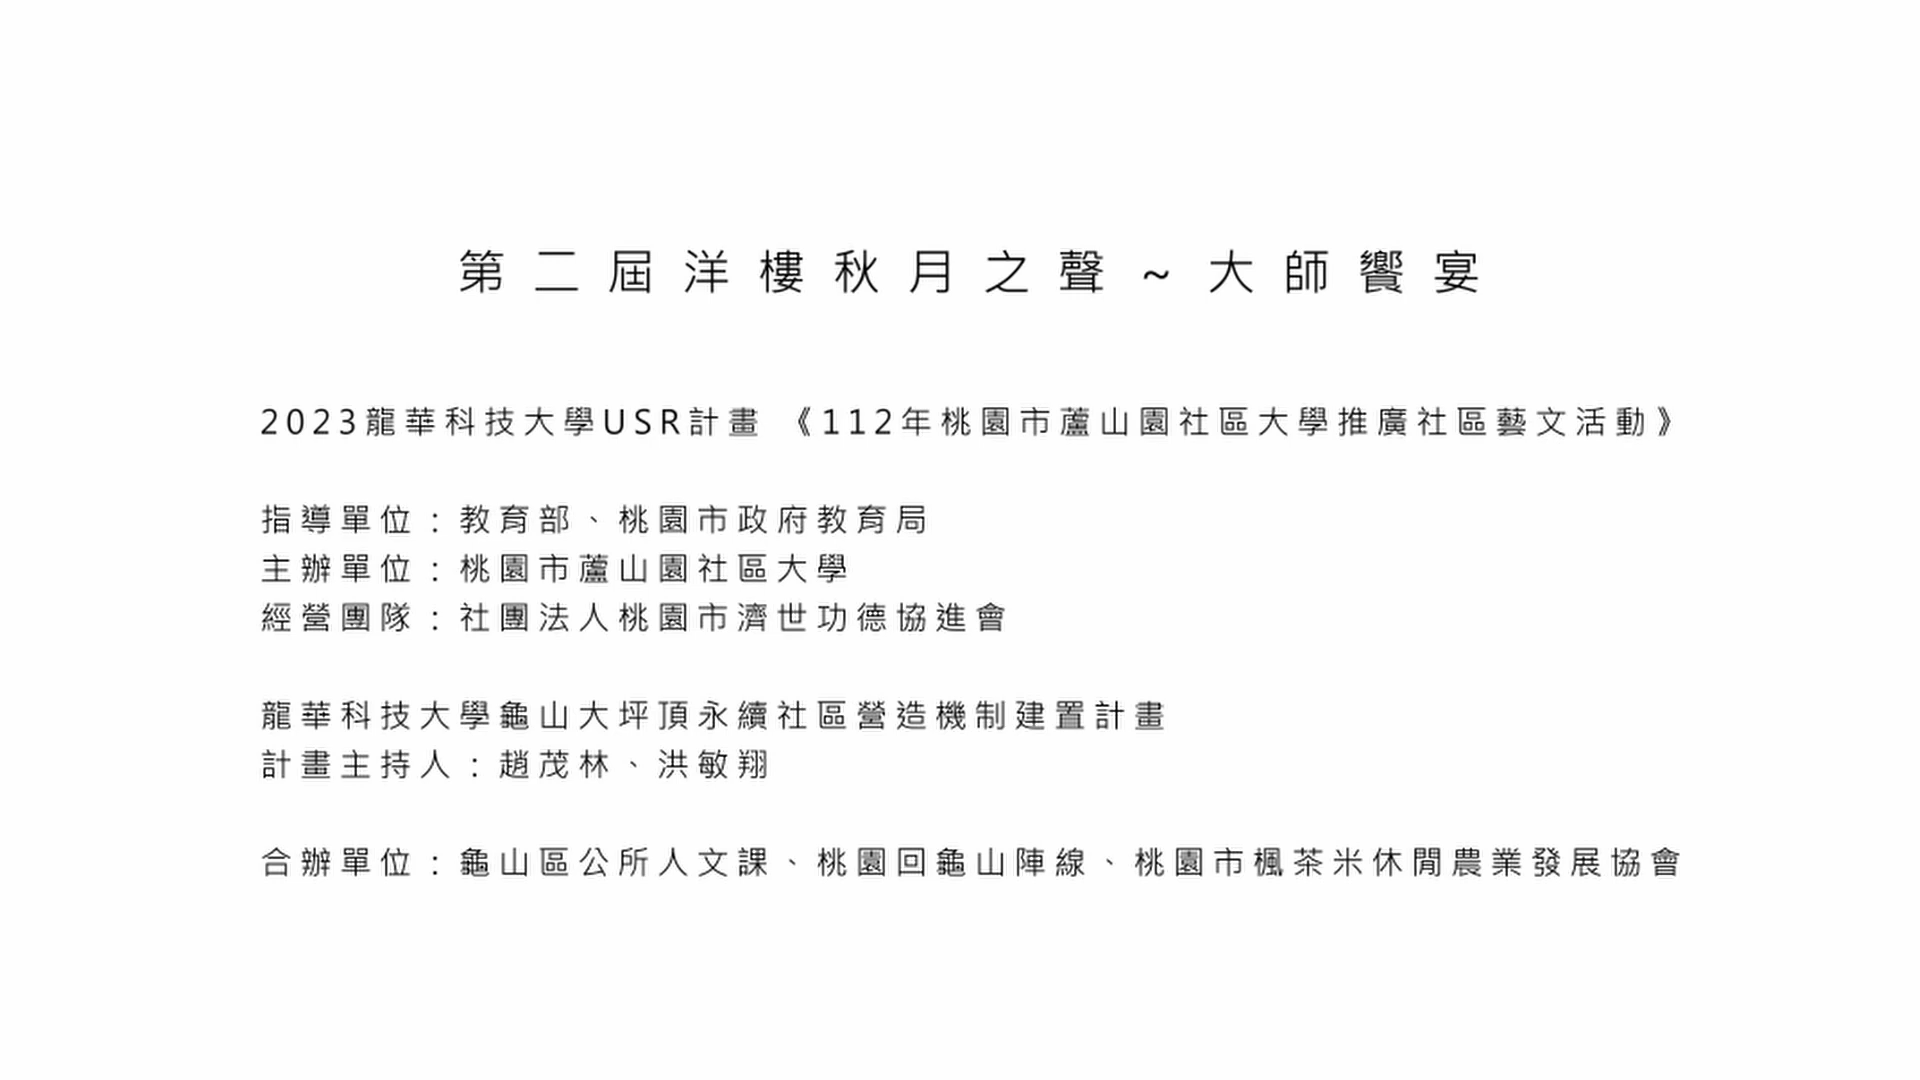 第二屆洋樓秋月之聲~大師饗宴
2023龍華科技大學USR計畫 《112年桃園市蘆山園社區大學推廣社區藝文活動》
指導單位：教育部、桃園市政府教育局
主辦單位：桃園市蘆山園社區大學
經營團隊：社團法人桃園市濟世功德協進會
龍華科技大學龜山大坪頂永續社區營造機制建置計畫
計畫主持人：趙茂林、洪敏翔
合辦單位：龜山區公所人文課、桃園回龜山陣線、桃園市楓茶米休閒農業發展協會